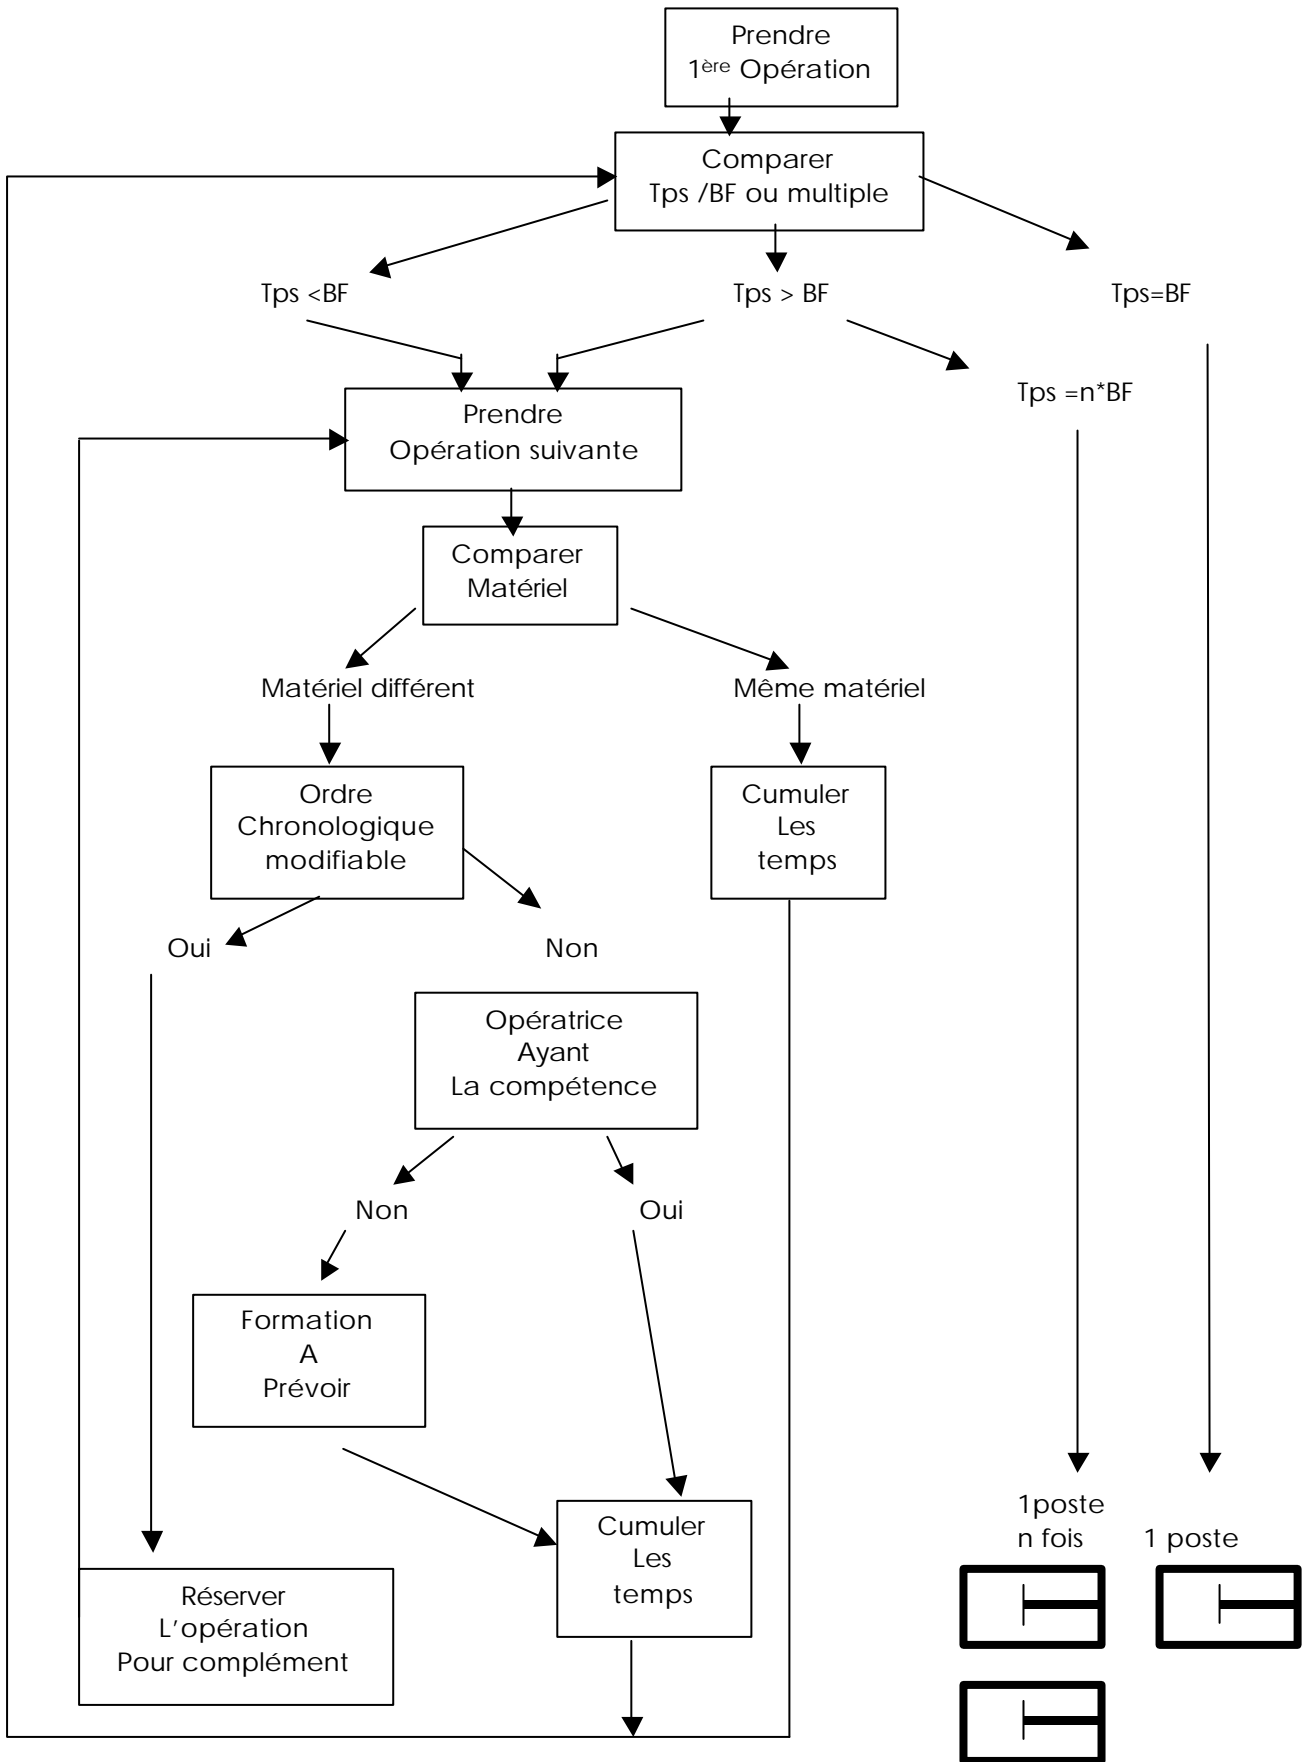 Prendre
1ère Opération
Comparer
Tps /BF ou multiple
Tps <BF
Tps > BF
Tps=BF
Tps =n*BF
Prendre
Opération suivante
Comparer
Matériel
Matériel différent
Même matériel
Ordre
Chronologique
modifiable
Cumuler
Les
temps
Oui
Non
Opératrice
Ayant
La compétence
Non
Oui
Formation
A
Prévoir
Cumuler
Les
temps
Réserver
L'opération
Pour complément
1poste
n fois
1 poste